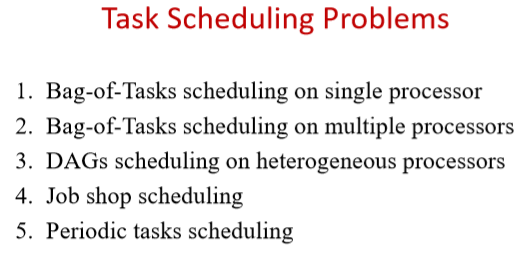 Task Scheduling Problems
1. Bag-of-Tasks scheduling on single processor
2. Bag-of-Tasks scheduling on multiple processors
3. DAGs scheduling on heterogeneous processors
4. Job shop scheduling
5. Periodic tasks scheduling